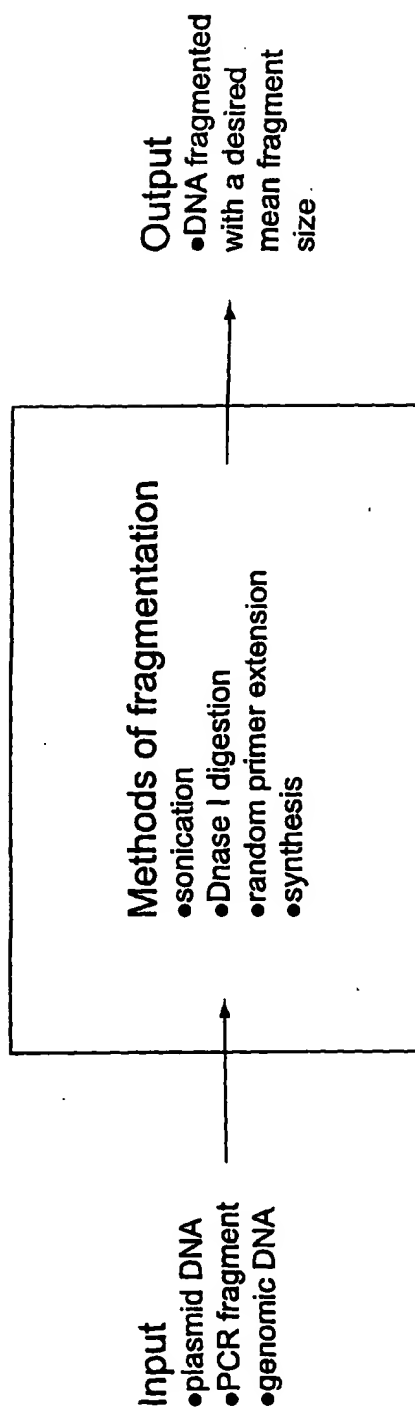 Input
•plasmid DNA
•PCR fragment
•genomic DNA
Methods of fragmentation
•sonication
•Dnase I digestion
•random primer extension
•synthesis
Output
•DNA fragmented
with a desired
mean fragment
size.